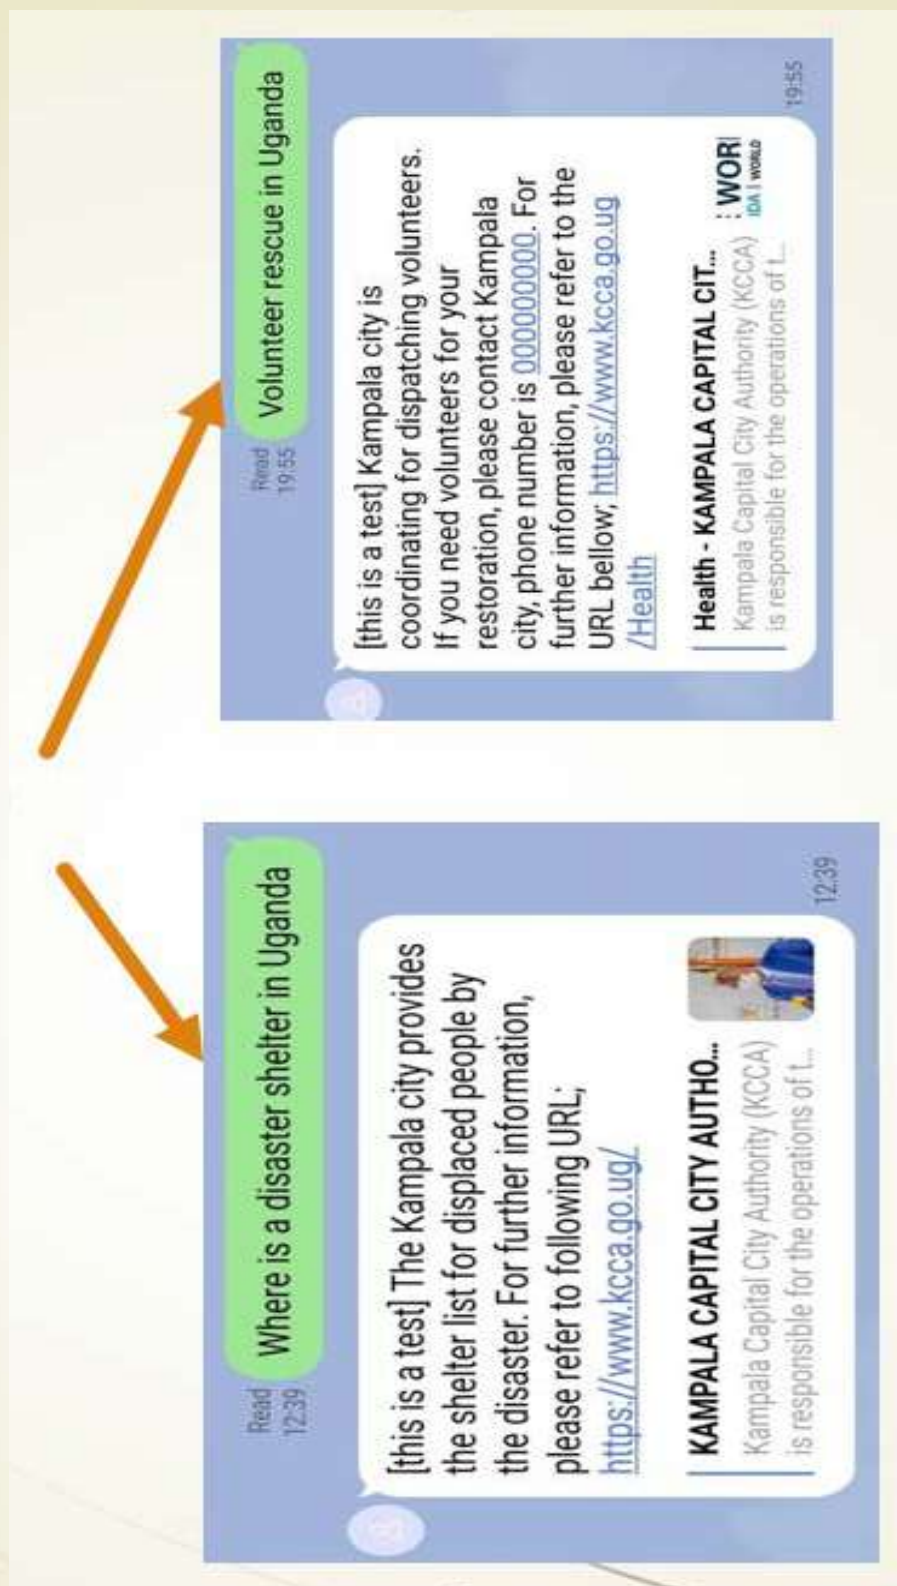 Where is a disaster shelter in Uganda
Read
12:39
[this is a test] The Kampala city provides
the shelter list for displaced people by
the disaster. For further information,
please refer to following URL;
https://www.kcca.go.ug/
KAMPALA CAPITAL CITY AUTHO...
Kampala Capital City Authority (KCCA)
is responsible for the operations of t...
12:39
Volunteer rescue in Uganda
Read
19:55
[this is a test] Kampala city is
coordinating for dispatching volunteers.
If you need volunteers for your
restoration, please contact Kampala
city, phone number is 000000000. For
further information, please refer to the
URL bellow; https://www.kcca.go.ug
/Health
Health - KAMPALA CAPITAL CIT...
Kampala Capital City Authority (KCCA)
is responsible for the operations of t...
WOR
IDA | WORLD
19:55